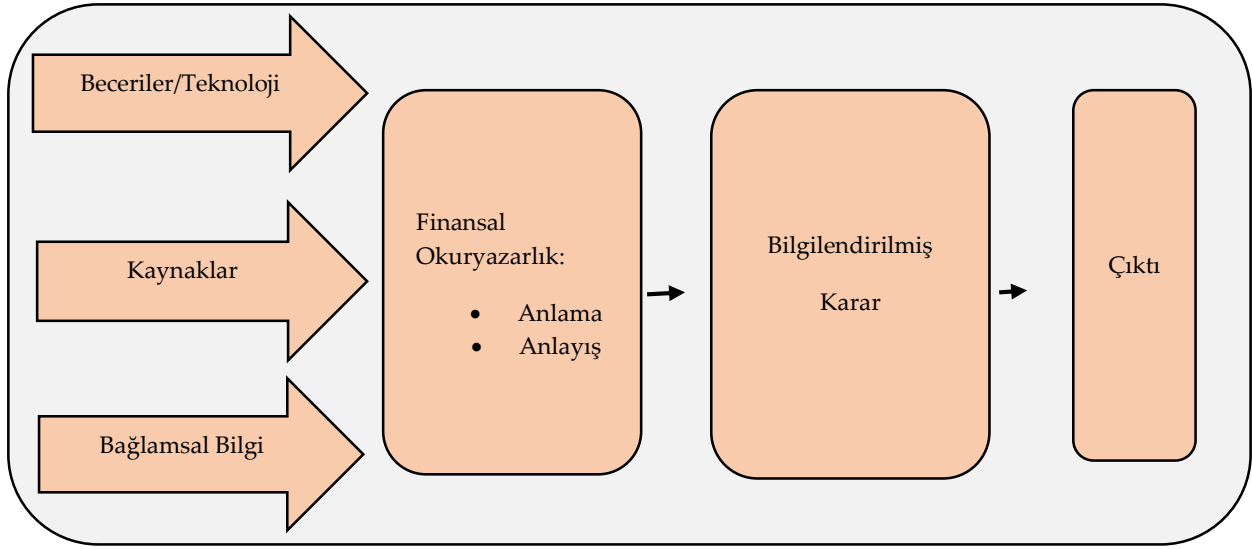 Beceriler/Teknoloji
Kaynaklar
Bağlamsal Bilgi
Finansal
Okuryazarlık:
• Anlama
• Anlayış
Bilgilendirilmiş
Karar
Çıktı